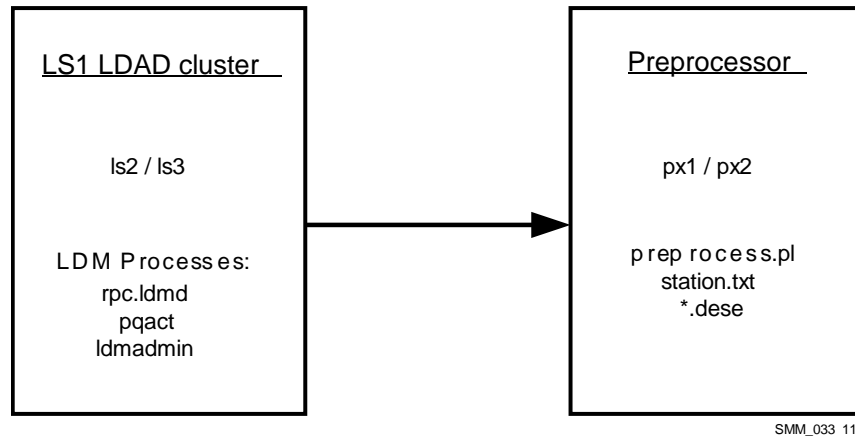 LS1 LDAD cluster
ls2 / ls3
LDM Processes:
rpc.ldmd
pqact
ldmadmin
Preprocessor
px1 / px2
preprocess.pl
station.txt
*.dese
SMM_033 11